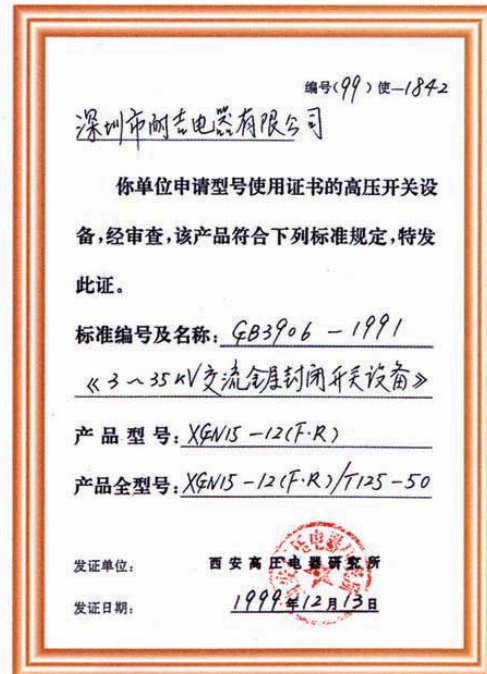 编号(99)使-1842
深圳市耐吉电器有限公司
你单位申请型号使用证书的高压开关设
备,经审查,该产品符合下列标准规定,特发
此证。
标准编号及名称: GB3906-1991
《3~35KV交流金属封闭开关设备》
产品型号: XGN15-12(F·R)
产品全型号: XGN15-12(F·R)/T125-50
发证单位: 西安高压电器研究所
发证日期: 1999年12月13日